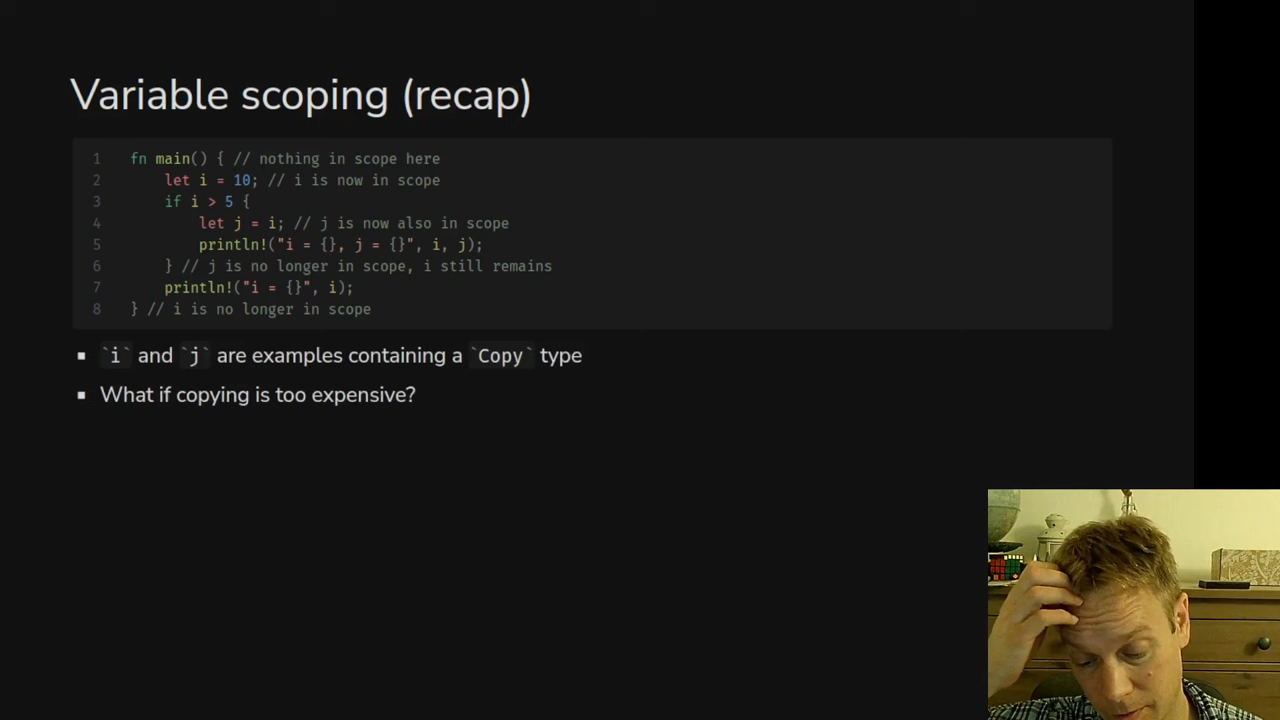 Variable scoping (recap)
1 fn main() { // nothing in scope here
2 let i = 10; // i is now in scope
3 if i > 5 {
4 let j = i; // j is now also in scope
5 println!("i = {}, j = {}", i, j);
6 } // j is no longer in scope, i still remains
7 println!("i = {}", i);
8 } // i is no longer in scope
▪ `i` and `j` are examples containing a `Copy` type
▪ What if copying is too expensive?